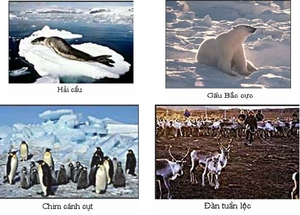 Hải cẩu
Gấu Bắc cực
Chim cánh cụt
Đàn tuần lộc